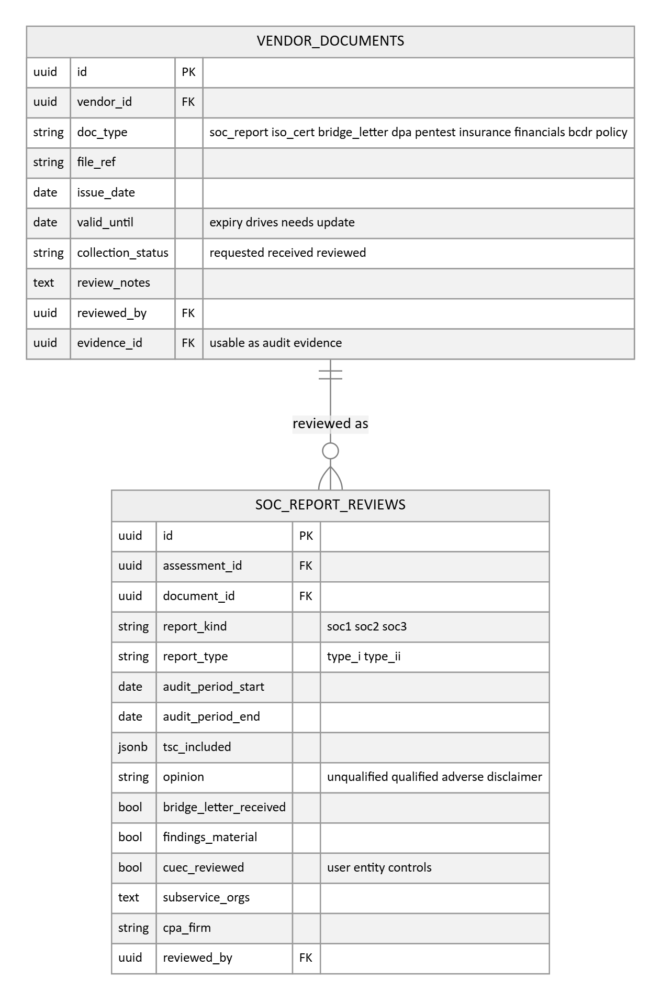 VENDOR_DOCUMENTS
uuid id PK
uuid vendor_id FK
string doc_type soc_report iso_cert bridge_letter dpa pentest insurance financials bcdr policy
string file_ref
date issue_date
date valid_until expiry drives needs update
string collection_status requested received reviewed
text review_notes
uuid reviewed_by FK
uuid evidence_id FK usable as audit evidence
reviewed as
SOC_REPORT_REVIEWS
uuid id PK
uuid assessment_id FK
uuid document_id FK
string report_kind soc1 soc2 soc3
string report_type type_i type_ii
date audit_period_start
date audit_period_end
jsonb tsc_included
string opinion unqualified qualified adverse disclaimer
bool bridge_letter_received
bool findings_material
bool cuec_reviewed user entity controls
text subservice_orgs
string cpa_firm
uuid reviewed_by FK